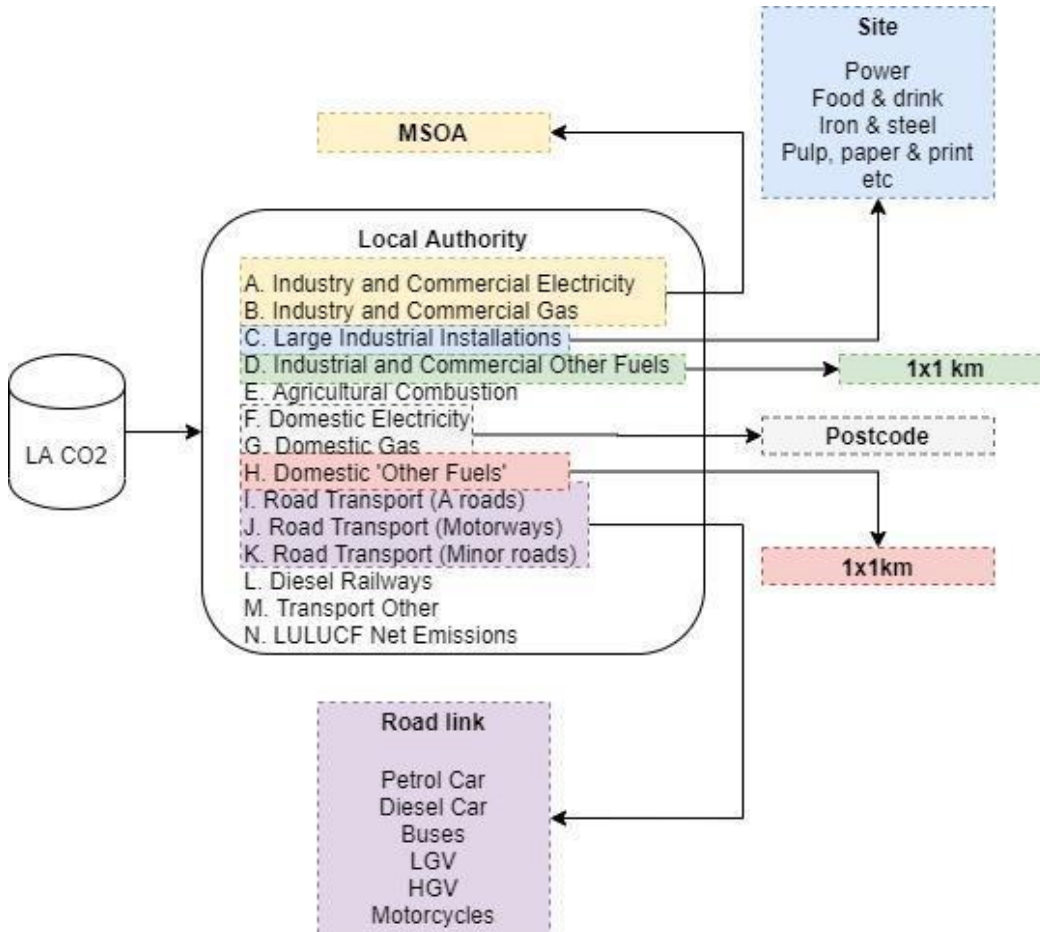 Site
Power
Food & drink
Iron & steel
Pulp, paper & print
etc
MSOA
Local Authority
A. Industry and Commercial Electricity
B. Industry and Commercial Gas
C. Large Industrial Installations
D. Industrial and Commercial Other Fuels
E. Agricultural Combustion
F. Domestic Electricity
G. Domestic Gas
H. Domestic 'Other Fuels'
I. Road Transport (A roads)
J. Road Transport (Motorways)
K. Road Transport (Minor roads)
L. Diesel Railways
M. Transport Other
N. LULUCF Net Emissions
LA CO2
1x1 km
Postcode
1x1km
Road link
Petrol Car
Diesel Car
Buses
LGV
HGV
Motorcycles